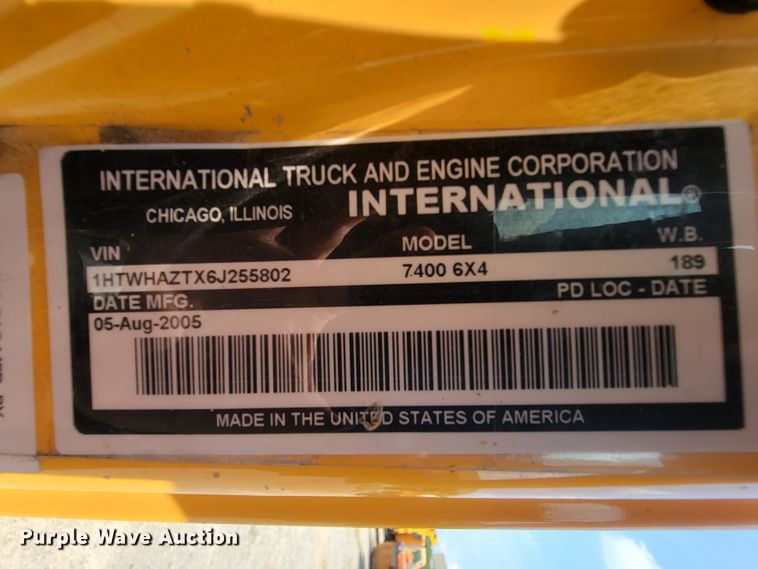 INTERNATIONAL TRUCK AND ENGINE CORPORATION
CHICAGO, ILLINOIS INTERNATIONAL®
VIN MODEL W.B.
1HTWHAZTX6J255802 7400 6X4 189
DATE MFG. PD LOC - DATE
05-Aug-2005
MADE IN THE UNITED STATES OF AMERICA
Purple Wave Auction